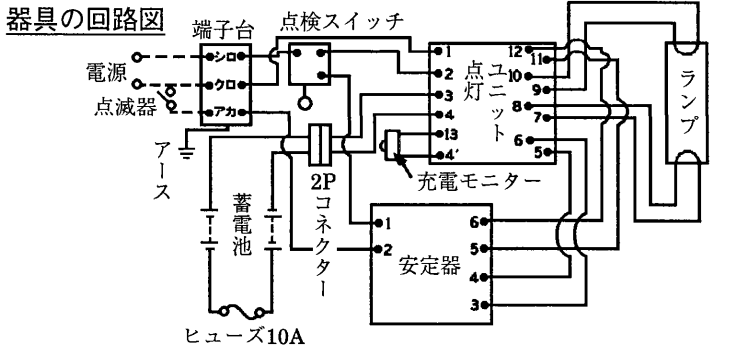 器具の回路図
端子台
点検スイッチ
電源
点滅器
アース
シロ
クロ
アカ
1
2
3
4
13
4'
12
11
10
9
8
7
6
5
点灯
ユニット
ランプ
充電モニター
2P
コネクター
蓄電池
ヒューズ10A
1
2
安定器
6
5
4
3